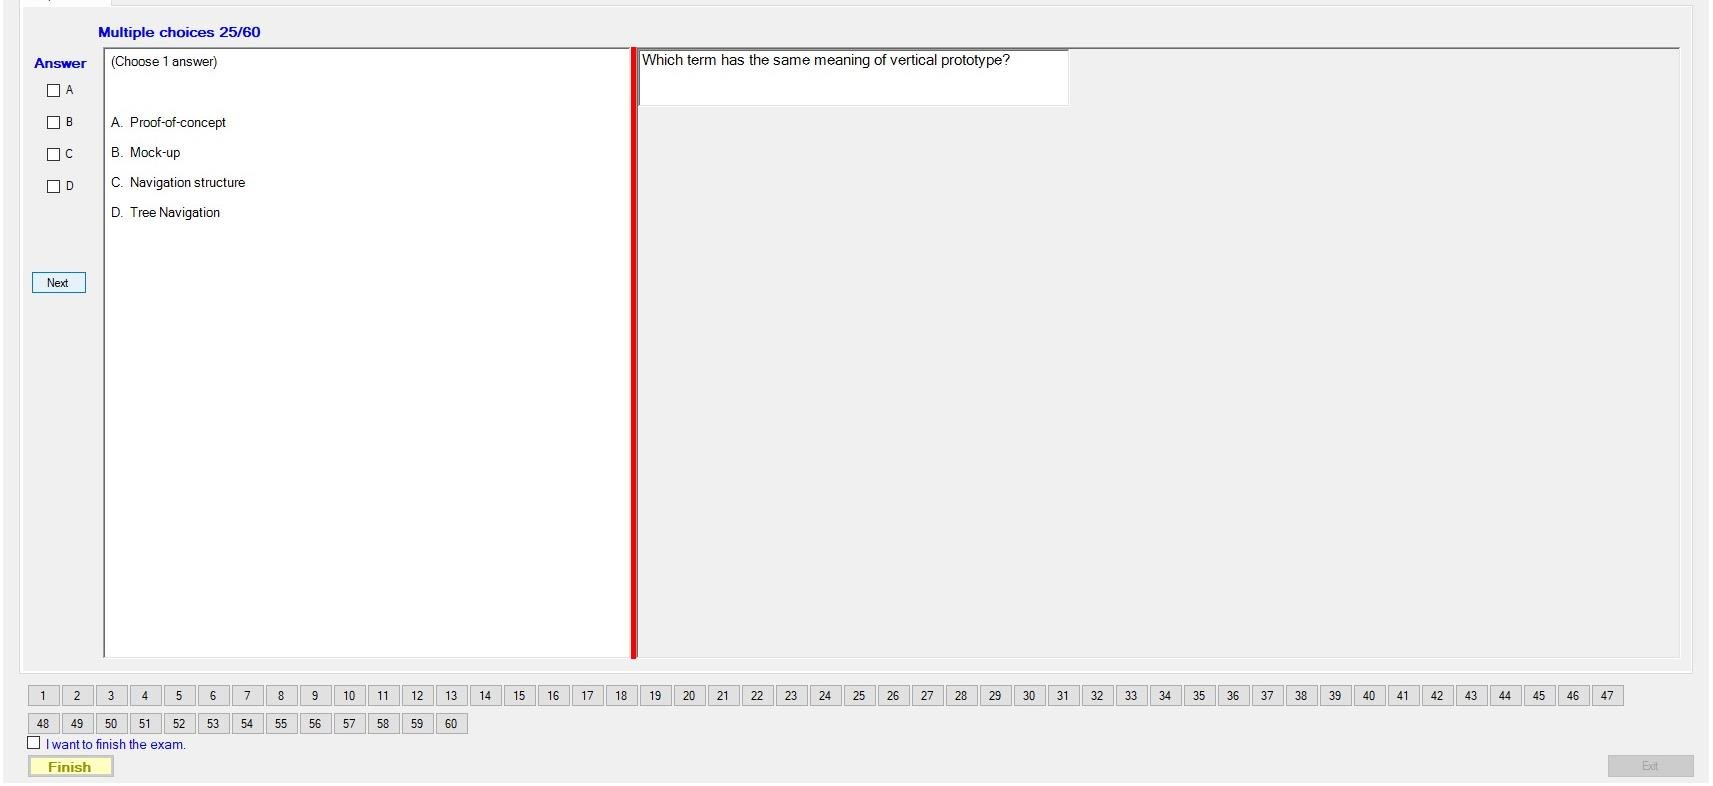 Multiple choices 25/60
Answer
(Choose 1 answer)
Which term has the same meaning of vertical prototype?
A
B
C
D
A. Proof-of-concept
B. Mock-up
C. Navigation structure
D. Tree Navigation
Next
1 2 3 4 5 6 7 8 9 10 11 12 13 14 15 16 17 18 19 20 21 22 23 24 25 26 27 28 29 30 31 32 33 34 35 36 37 38 39 40 41 42 43 44 45 46 47
48 49 50 51 52 53 54 55 56 57 58 59 60
I want to finish the exam.
Finish
Exit